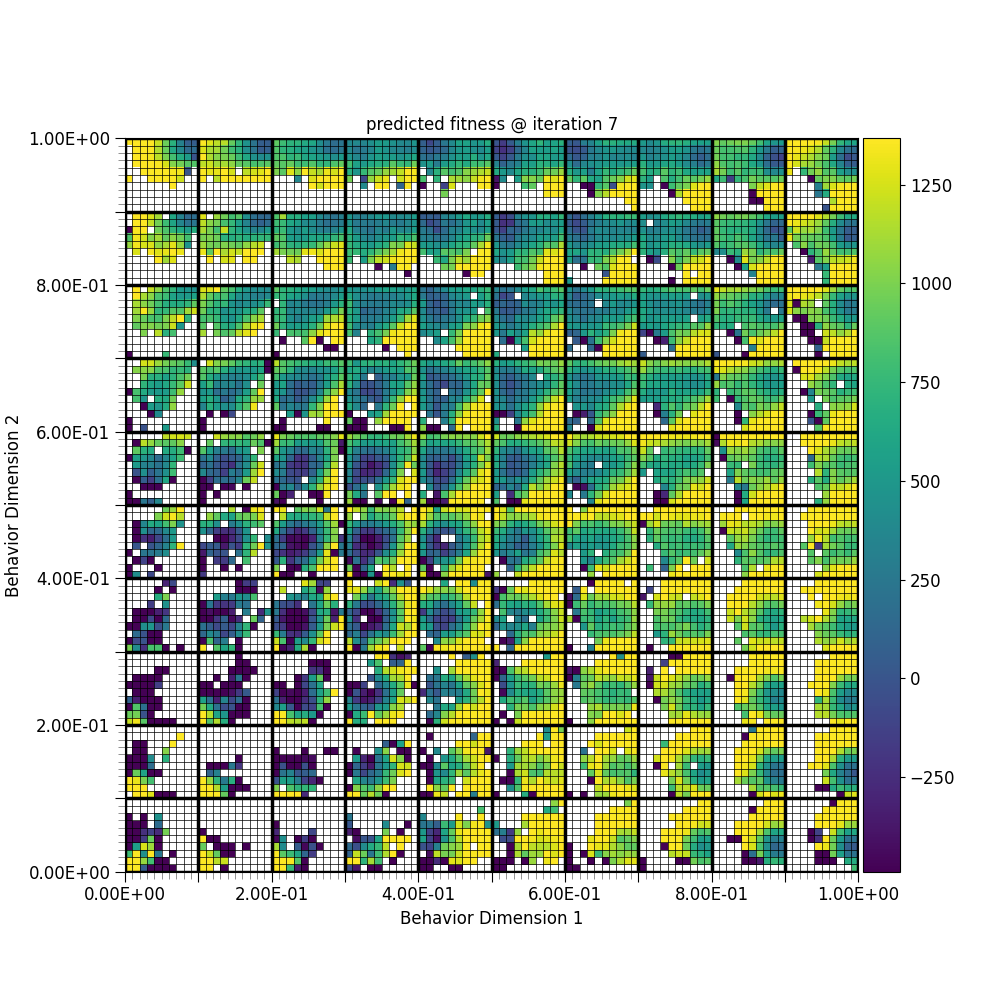 predicted fitness @ iteration 7
1.00E+00
8.00E-01
6.00E-01
4.00E-01
2.00E-01
0.00E+00
Behavior Dimension 2
0.00E+00 2.00E-01 4.00E-01 6.00E-01 8.00E-01 1.00E+00
Behavior Dimension 1
1250
1000
750
500
250
0
−250